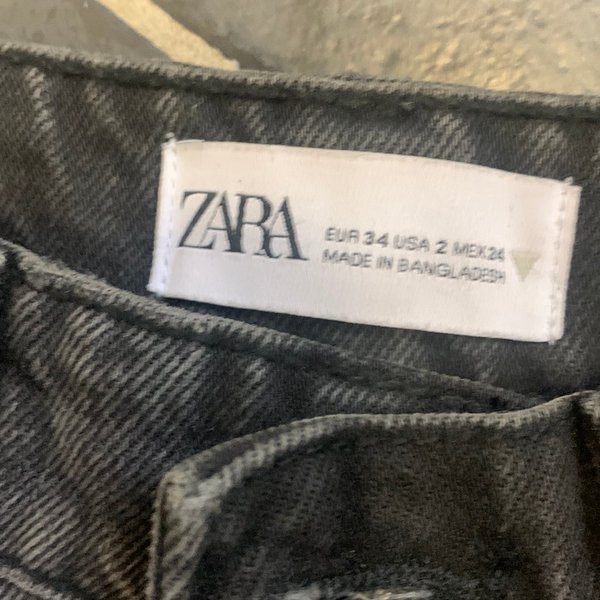 ZARA
EUR 34 USA 2 MEX 24
MADE IN BANGLADESH